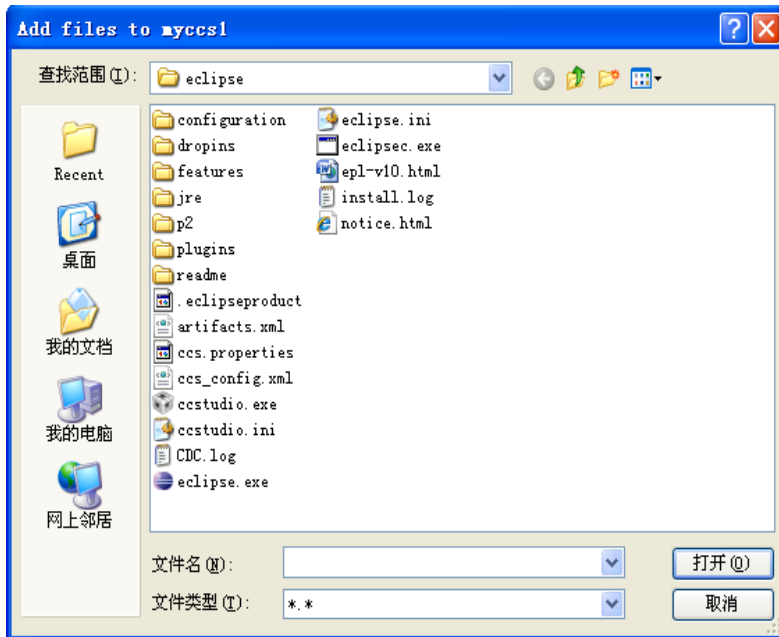 Add files to myccs1
查找范围(I):
eclipse
Recent
桌面
我的文档
我的电脑
网上邻居
configuration
dropins
features
jre
p2
plugins
readme
.eclipseproduct
artifacts.xml
ccs.properties
ccs_config.xml
ccstudio.exe
ccstudio.ini
CDC.log
eclipse.exe
eclipse.ini
eclipsec.exe
epl-v10.html
install.log
notice.html
文件名(N):
打开(O)
文件类型(T):
*.*
取消